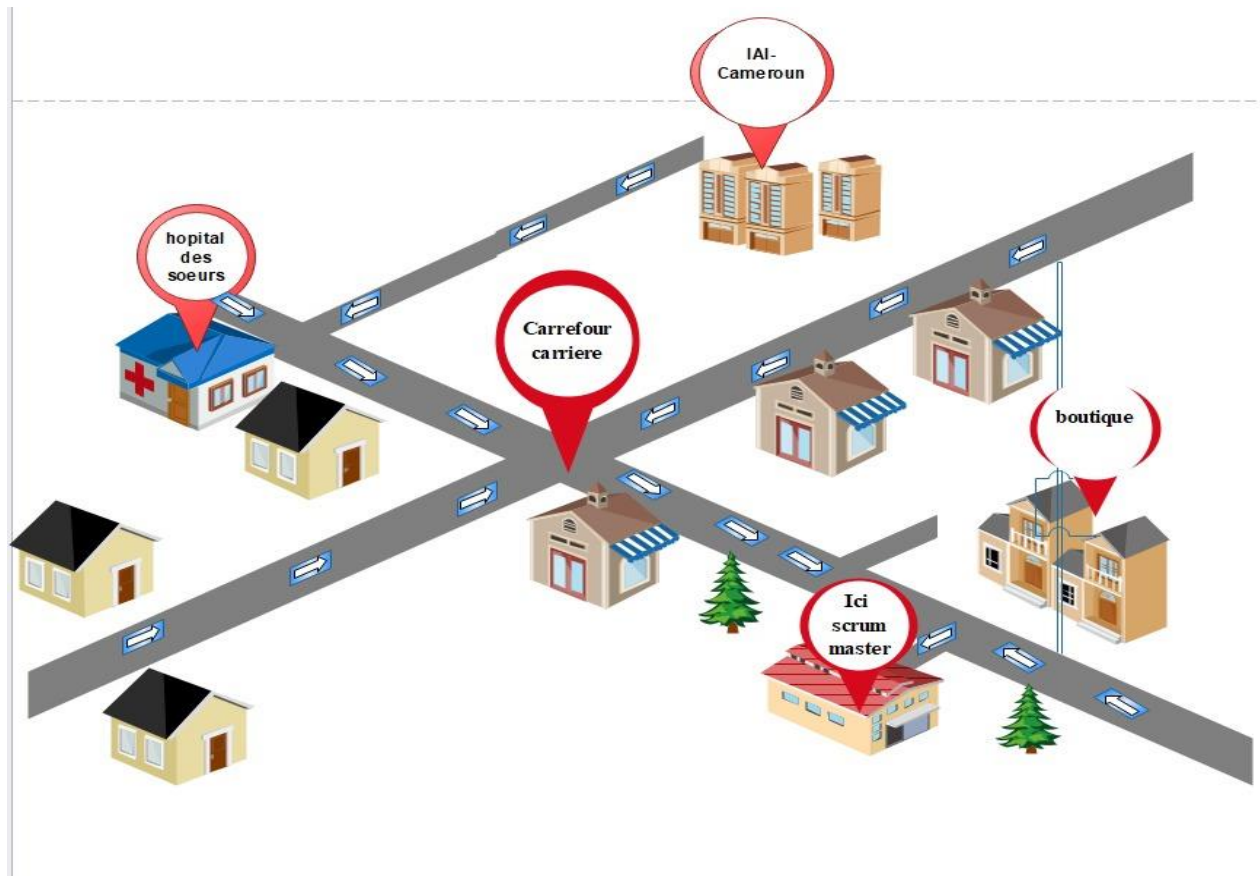 IAI-
Cameroun
hopital
des
soeurs
Carrefour
carriere
boutique
Ici
scrum
master